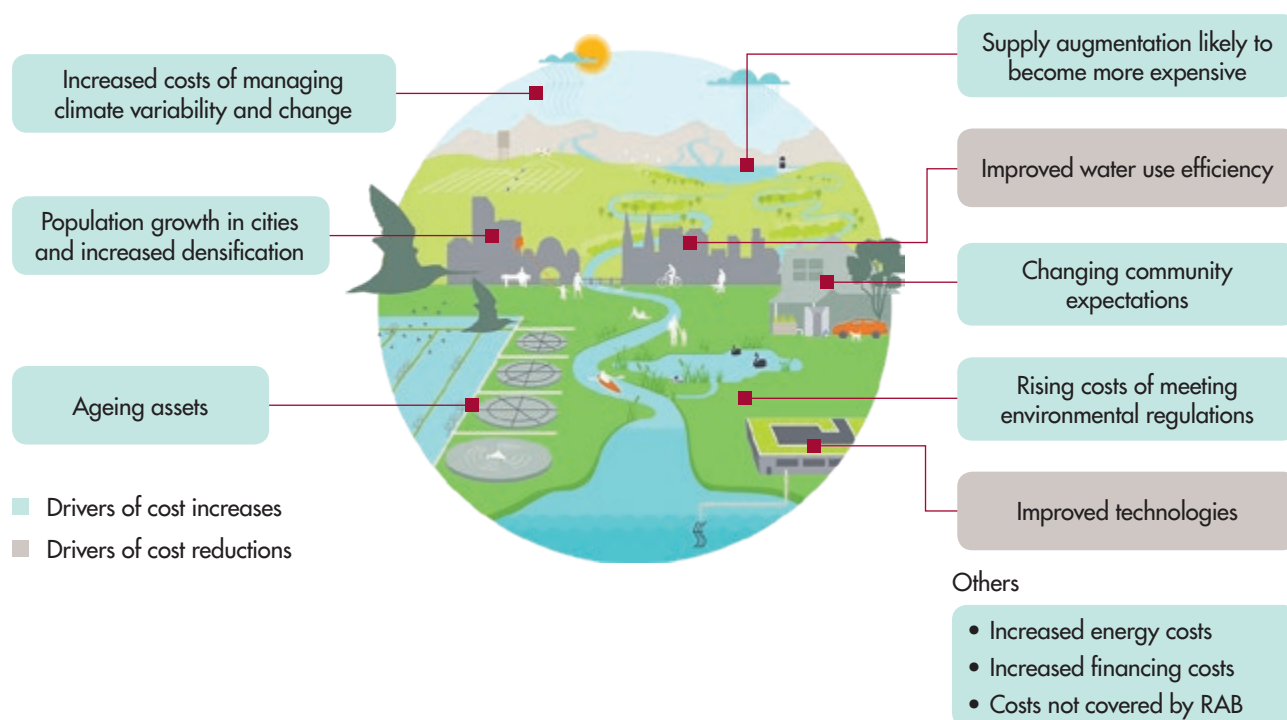 Increased costs of managing
climate variability and change
Population growth in cities
and increased densification
Ageing assets
Drivers of cost increases
Drivers of cost reductions
Supply augmentation likely to
become more expensive
Improved water use efficiency
Changing community
expectations
Rising costs of meeting
environmental regulations
Improved technologies
Others
• Increased energy costs
• Increased financing costs
• Costs not covered by RAB